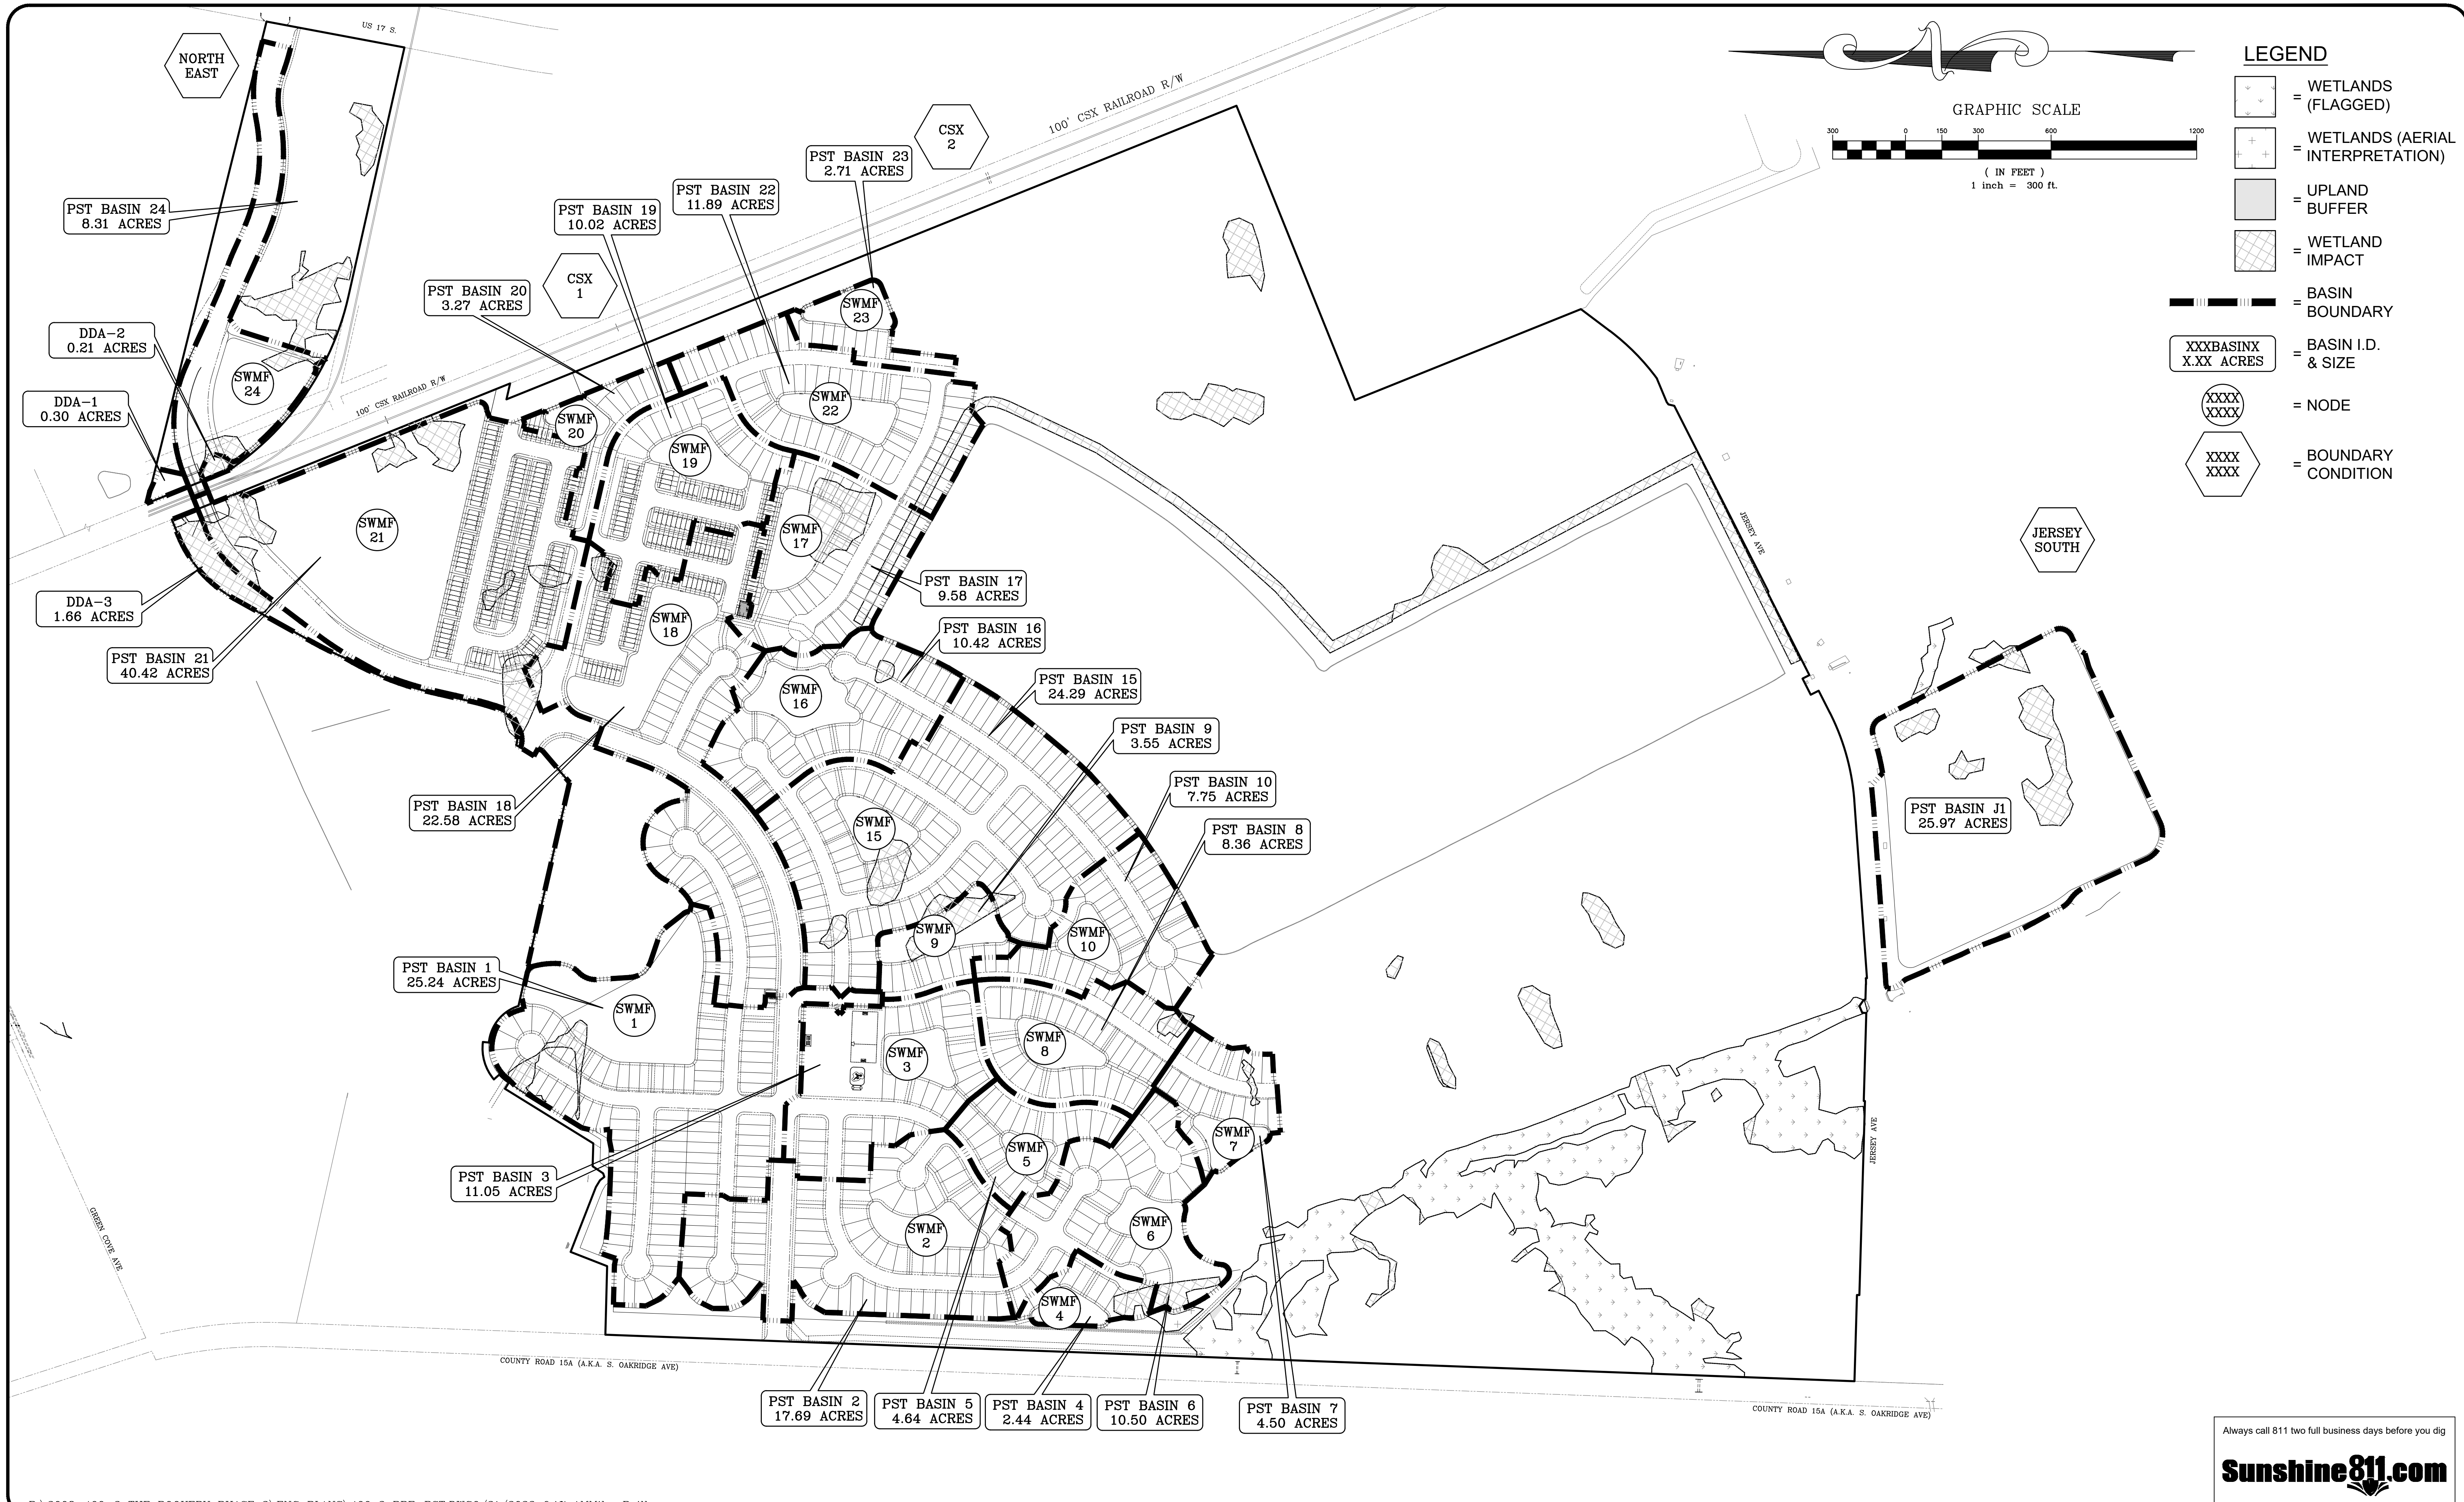 US 17 S.
NORTH
EAST
CSX
2
100' CSX RAILROAD R/W
GRAPHIC SCALE
300 0 150 300 600 1200
( IN FEET )
1 inch = 300 ft.
LEGEND
= WETLANDS
(FLAGGED)
= WETLANDS (AERIAL
INTERPRETATION)
= UPLAND
BUFFER
= WETLAND
IMPACT
= BASIN
BOUNDARY
XXXBASINX
X.XX ACRES
= BASIN I.D.
& SIZE
XXXX
XXXX
= NODE
XXXX
XXXX
= BOUNDARY
CONDITION
PST BASIN 23
2.71 ACRES
PST BASIN 22
11.89 ACRES
PST BASIN 19
10.02 ACRES
PST BASIN 24
8.31 ACRES
CSX
1
PST BASIN 20
3.27 ACRES
SWMF
23
DDA-2
0.21 ACRES
SWMF
24
100' CSX RAILROAD R/W
DDA-1
0.30 ACRES
SWMF
20
SWMF
22
SWMF
19
SWMF
21
SWMF
17
JERSEY AVE
JERSEY
SOUTH
DDA-3
1.66 ACRES
PST BASIN 17
9.58 ACRES
SWMF
18
PST BASIN 16
10.42 ACRES
PST BASIN 21
40.42 ACRES
SWMF
16
PST BASIN 15
24.29 ACRES
PST BASIN 9
3.55 ACRES
PST BASIN 18
22.58 ACRES
PST BASIN 10
7.75 ACRES
SWMF
15
PST BASIN 8
8.36 ACRES
PST BASIN J1
25.97 ACRES
SWMF
9
SWMF
10
PST BASIN 1
25.24 ACRES
SWMF
1
SWMF
3
SWMF
8
SWMF
7
SWMF
5
JERSEY AVE
PST BASIN 3
11.05 ACRES
SWMF
2
SWMF
6
GREEN COVE AVE
SWMF
4
COUNTY ROAD 15A (A.K.A. S. OAKRIDGE AVE)
PST BASIN 2
17.69 ACRES
PST BASIN 5
4.64 ACRES
PST BASIN 4
2.44 ACRES
PST BASIN 6
10.50 ACRES
PST BASIN 7
4.50 ACRES
COUNTY ROAD 15A (A.K.A. S. OAKRIDGE AVE)
Always call 811 two full business days before you dig
Sunshine811.com